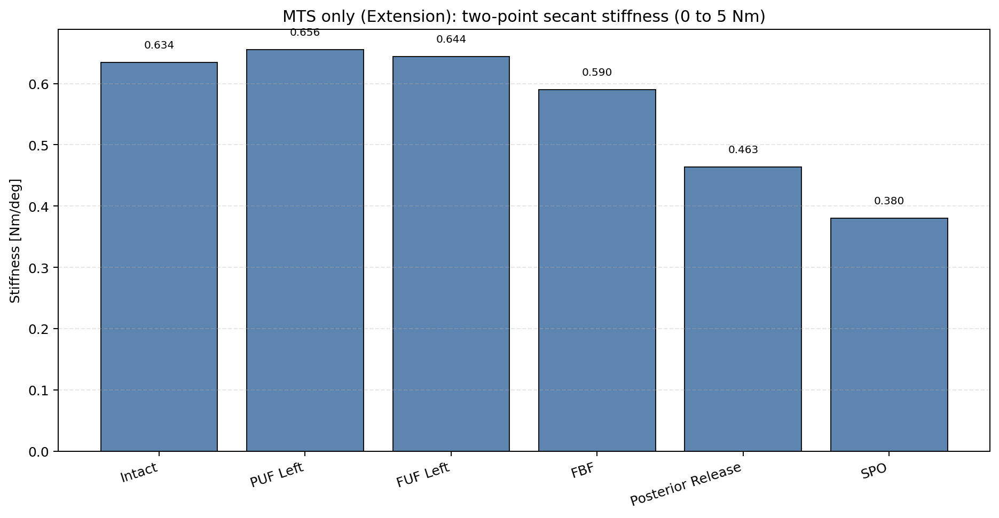 MTS only (Extension): two-point secant stiffness (0 to 5 Nm)
0.634
0.656
0.644
0.590
0.463
0.380
Stiffness [Nm/deg]
0.6
0.5
0.4
0.3
0.2
0.1
0.0
Intact
PUF Left
FUF Left
FBF
Posterior Release
SPO